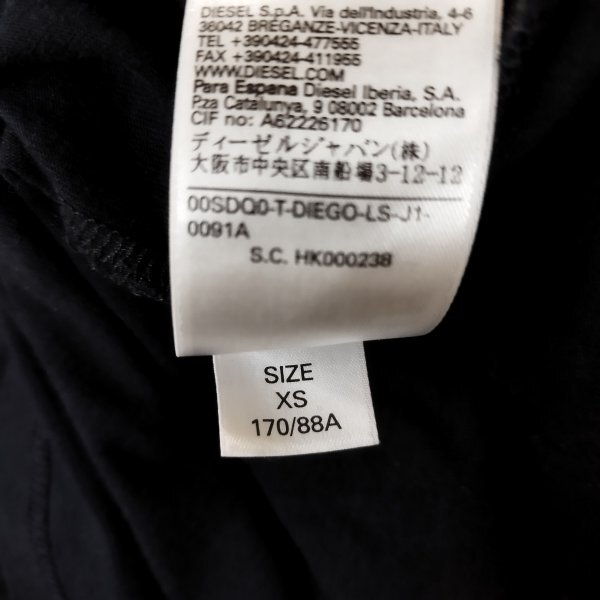 DIESEL S.p.A. Via dell'Industria, 4-6
36042 BREGANZE-VICENZA-ITALY
TEL +390424-477555
FAX +390424-411955
WWW.DIESEL.COM
Para Espana Diesel Iberia, S.A.
Pza Catalunya, 9 08002 Barcelona
CIF no: A62226170
ディーゼルジャパン(株)
大阪市中央区南船場3-12-12
00SDQ0-T-DIEGO-LS-J1-
0091A
S.C. HK000238
SIZE
XS
170/88A